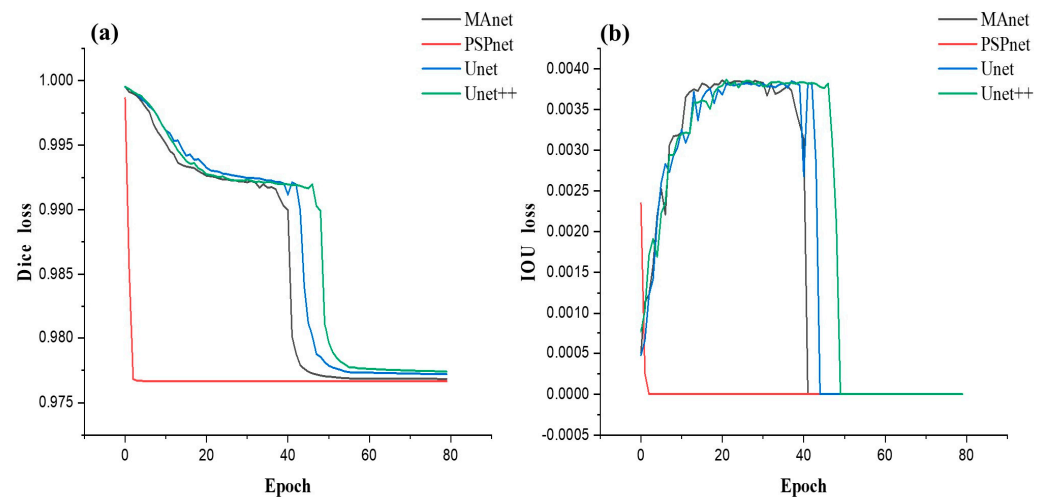 (a)
MAnet
PSPnet
Unet
Unet++
1.000
0.995
0.990
0.985
0.980
0.975
Dice loss
0
20
40
60
80
Epoch
(b)
MAnet
PSPnet
Unet
Unet++
0.0040
0.0035
0.0030
0.0025
0.0020
0.0015
0.0010
0.0005
0.0000
-0.0005
IOU loss
0
20
40
60
80
Epoch